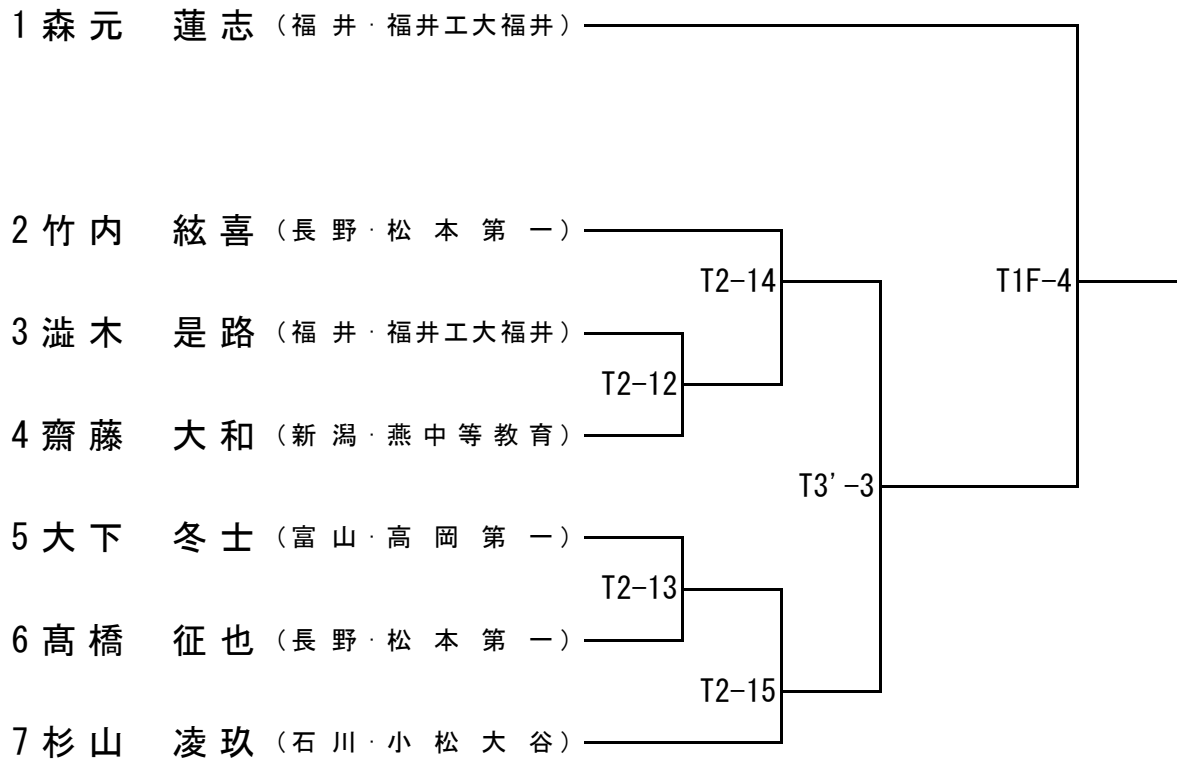 1 森元 蓮志 (福井・福井工大福井)
2 竹内 絃喜 (長野・松本第一)
T2-14
T1F-4
3 澁木 是路 (福井・福井工大福井)
T2-12
4 齋藤 大和 (新潟・燕中等教育)
T3'-3
5 大下 冬士 (富山・高岡第一)
T2-13
6 髙橋 征也 (長野・松本第一)
T2-15
7 杉山 凌玖 (石川・小松大谷)